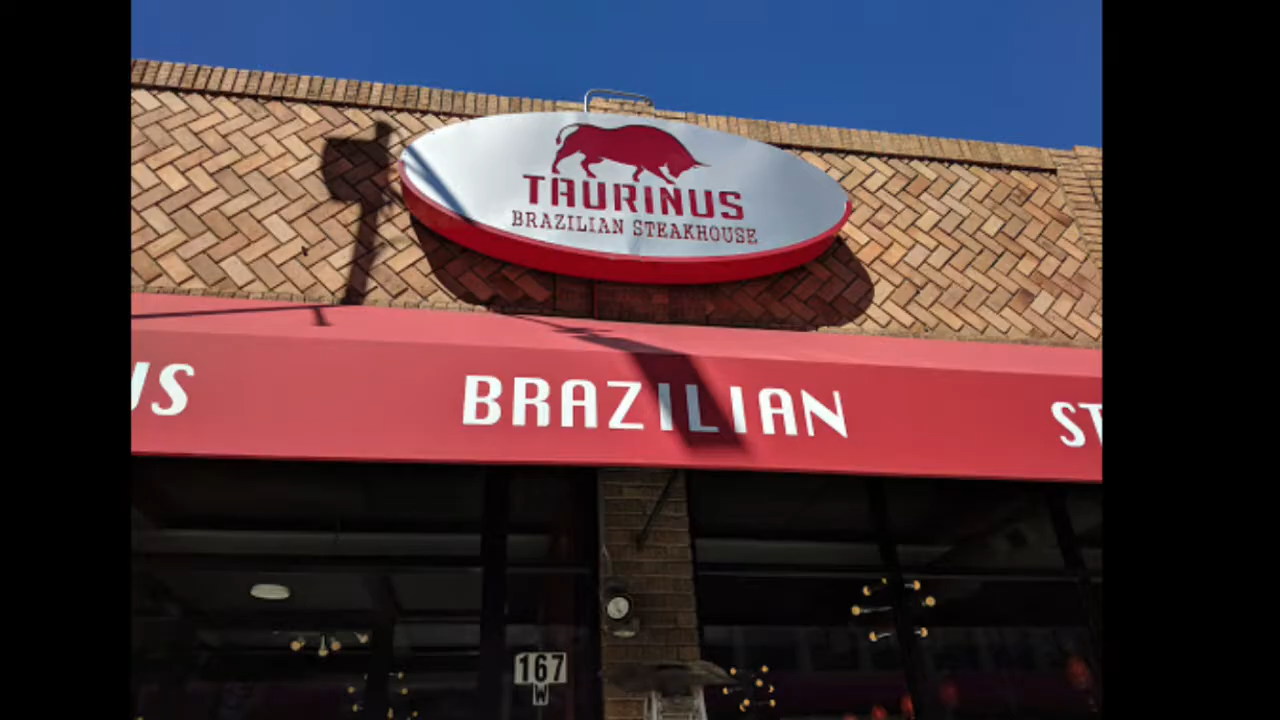 TAURINUS
BRAZILIAN STEAKHOUSE
US BRAZILIAN ST
167
W